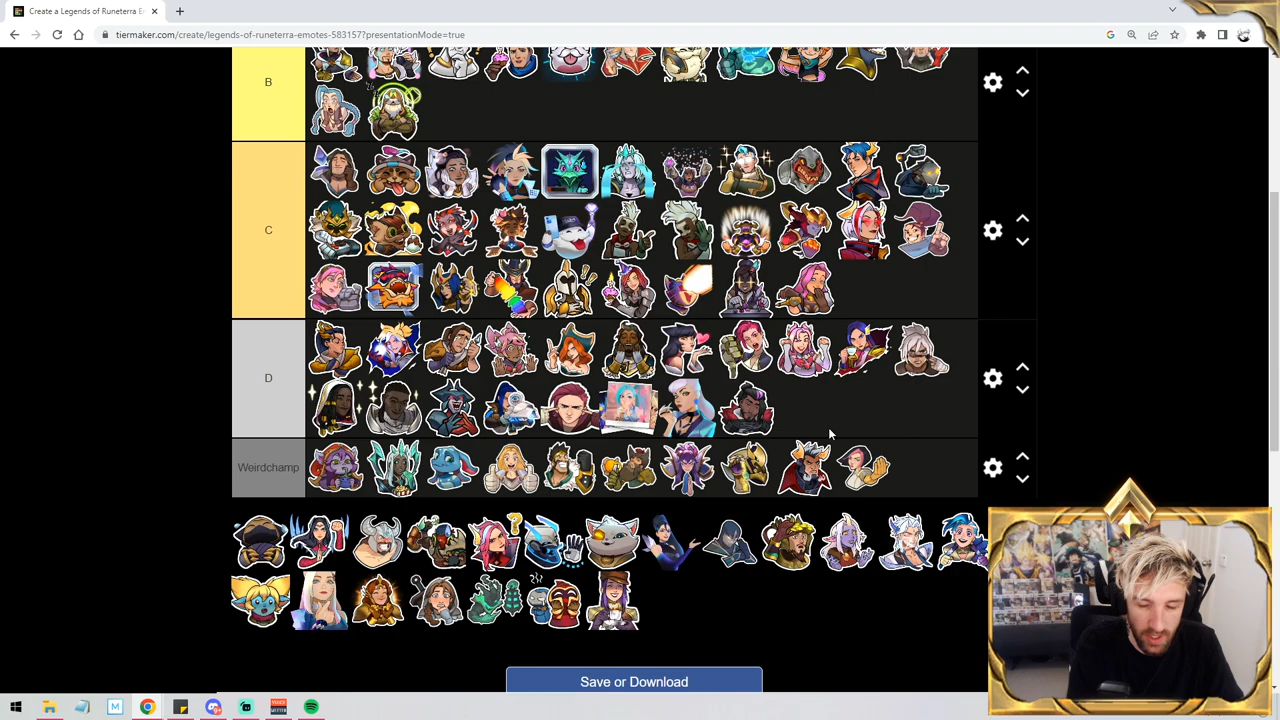 Create a Legends of Runeterra E
tiermaker.com/create/legends-of-runeterra-emotes-583157?presentationMode=true
B
C
D
Weirdchamp
Save or Download